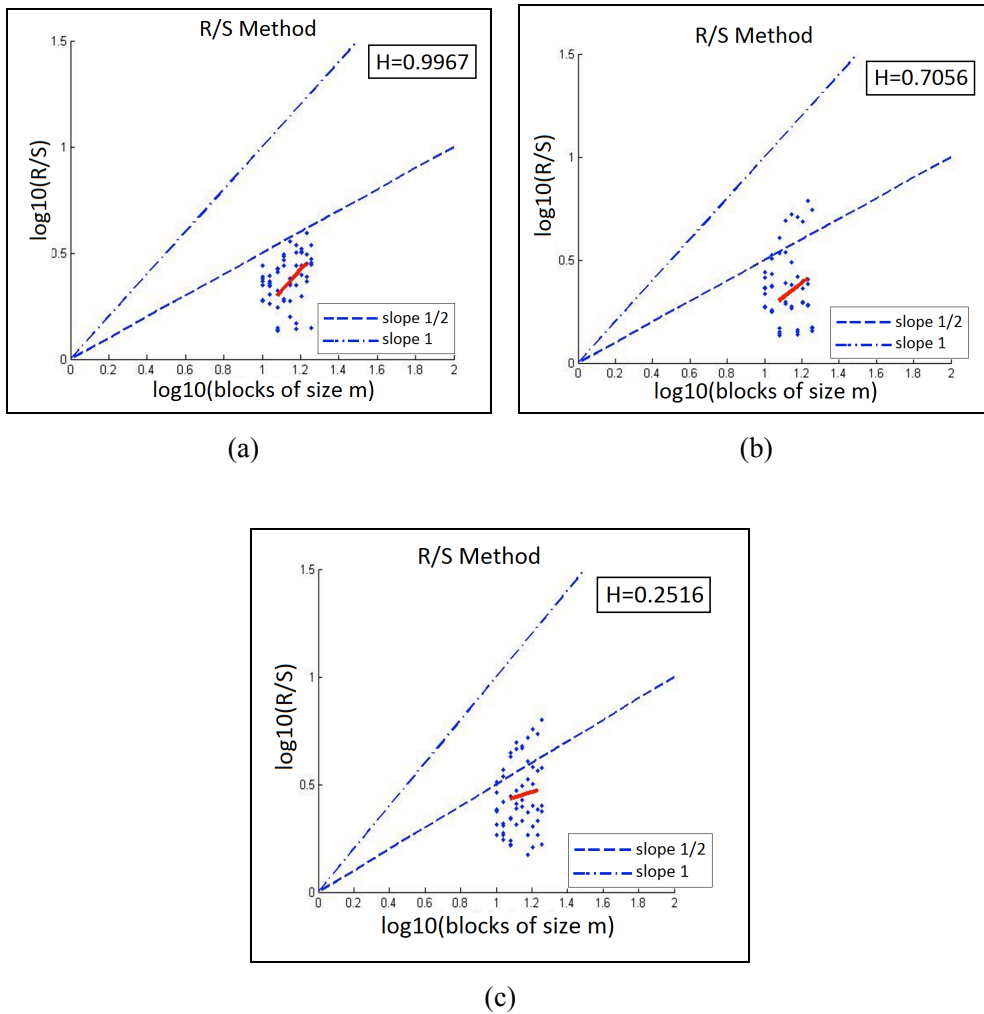 R/S Method
H=0.9967
log10(R/S)
1.5
1
0.5
0
0 0.2 0.4 0.6 0.8 1 1.2 1.4 1.6 1.8 2
log10(blocks of size m)
slope 1/2
slope 1
(a)
R/S Method
H=0.7056
log10(R/S)
1.5
1
0.5
0
0 0.2 0.4 0.6 0.8 1 1.2 1.4 1.6 1.8 2
log10(blocks of size m)
slope 1/2
slope 1
(b)
R/S Method
H=0.2516
log10(R/S)
1.5
1
0.5
0
0 0.2 0.4 0.6 0.8 1 1.2 1.4 1.6 1.8 2
log10(blocks of size m)
slope 1/2
slope 1
(c)